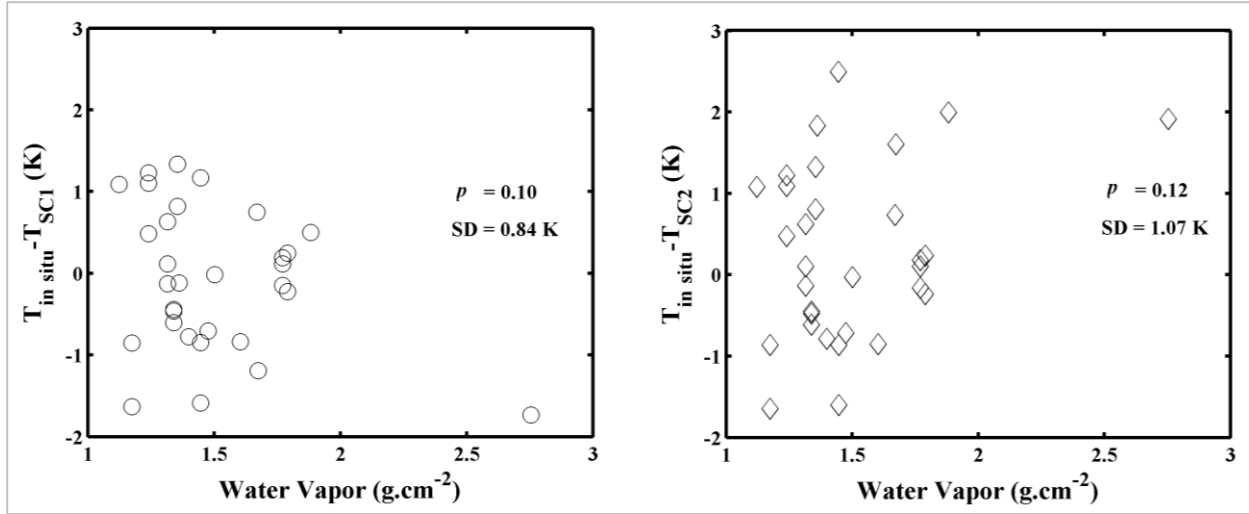 3
2
1
0
-1
-2
T_in situ-T_SC1 (K)
p = 0.10
SD = 0.84 K
1 1.5 2 2.5 3
Water Vapor (g.cm^-2)
3
2
1
0
-1
-2
T_in situ-T_SC2 (K)
p = 0.12
SD = 1.07 K
1 1.5 2 2.5 3
Water Vapor (g.cm^-2)